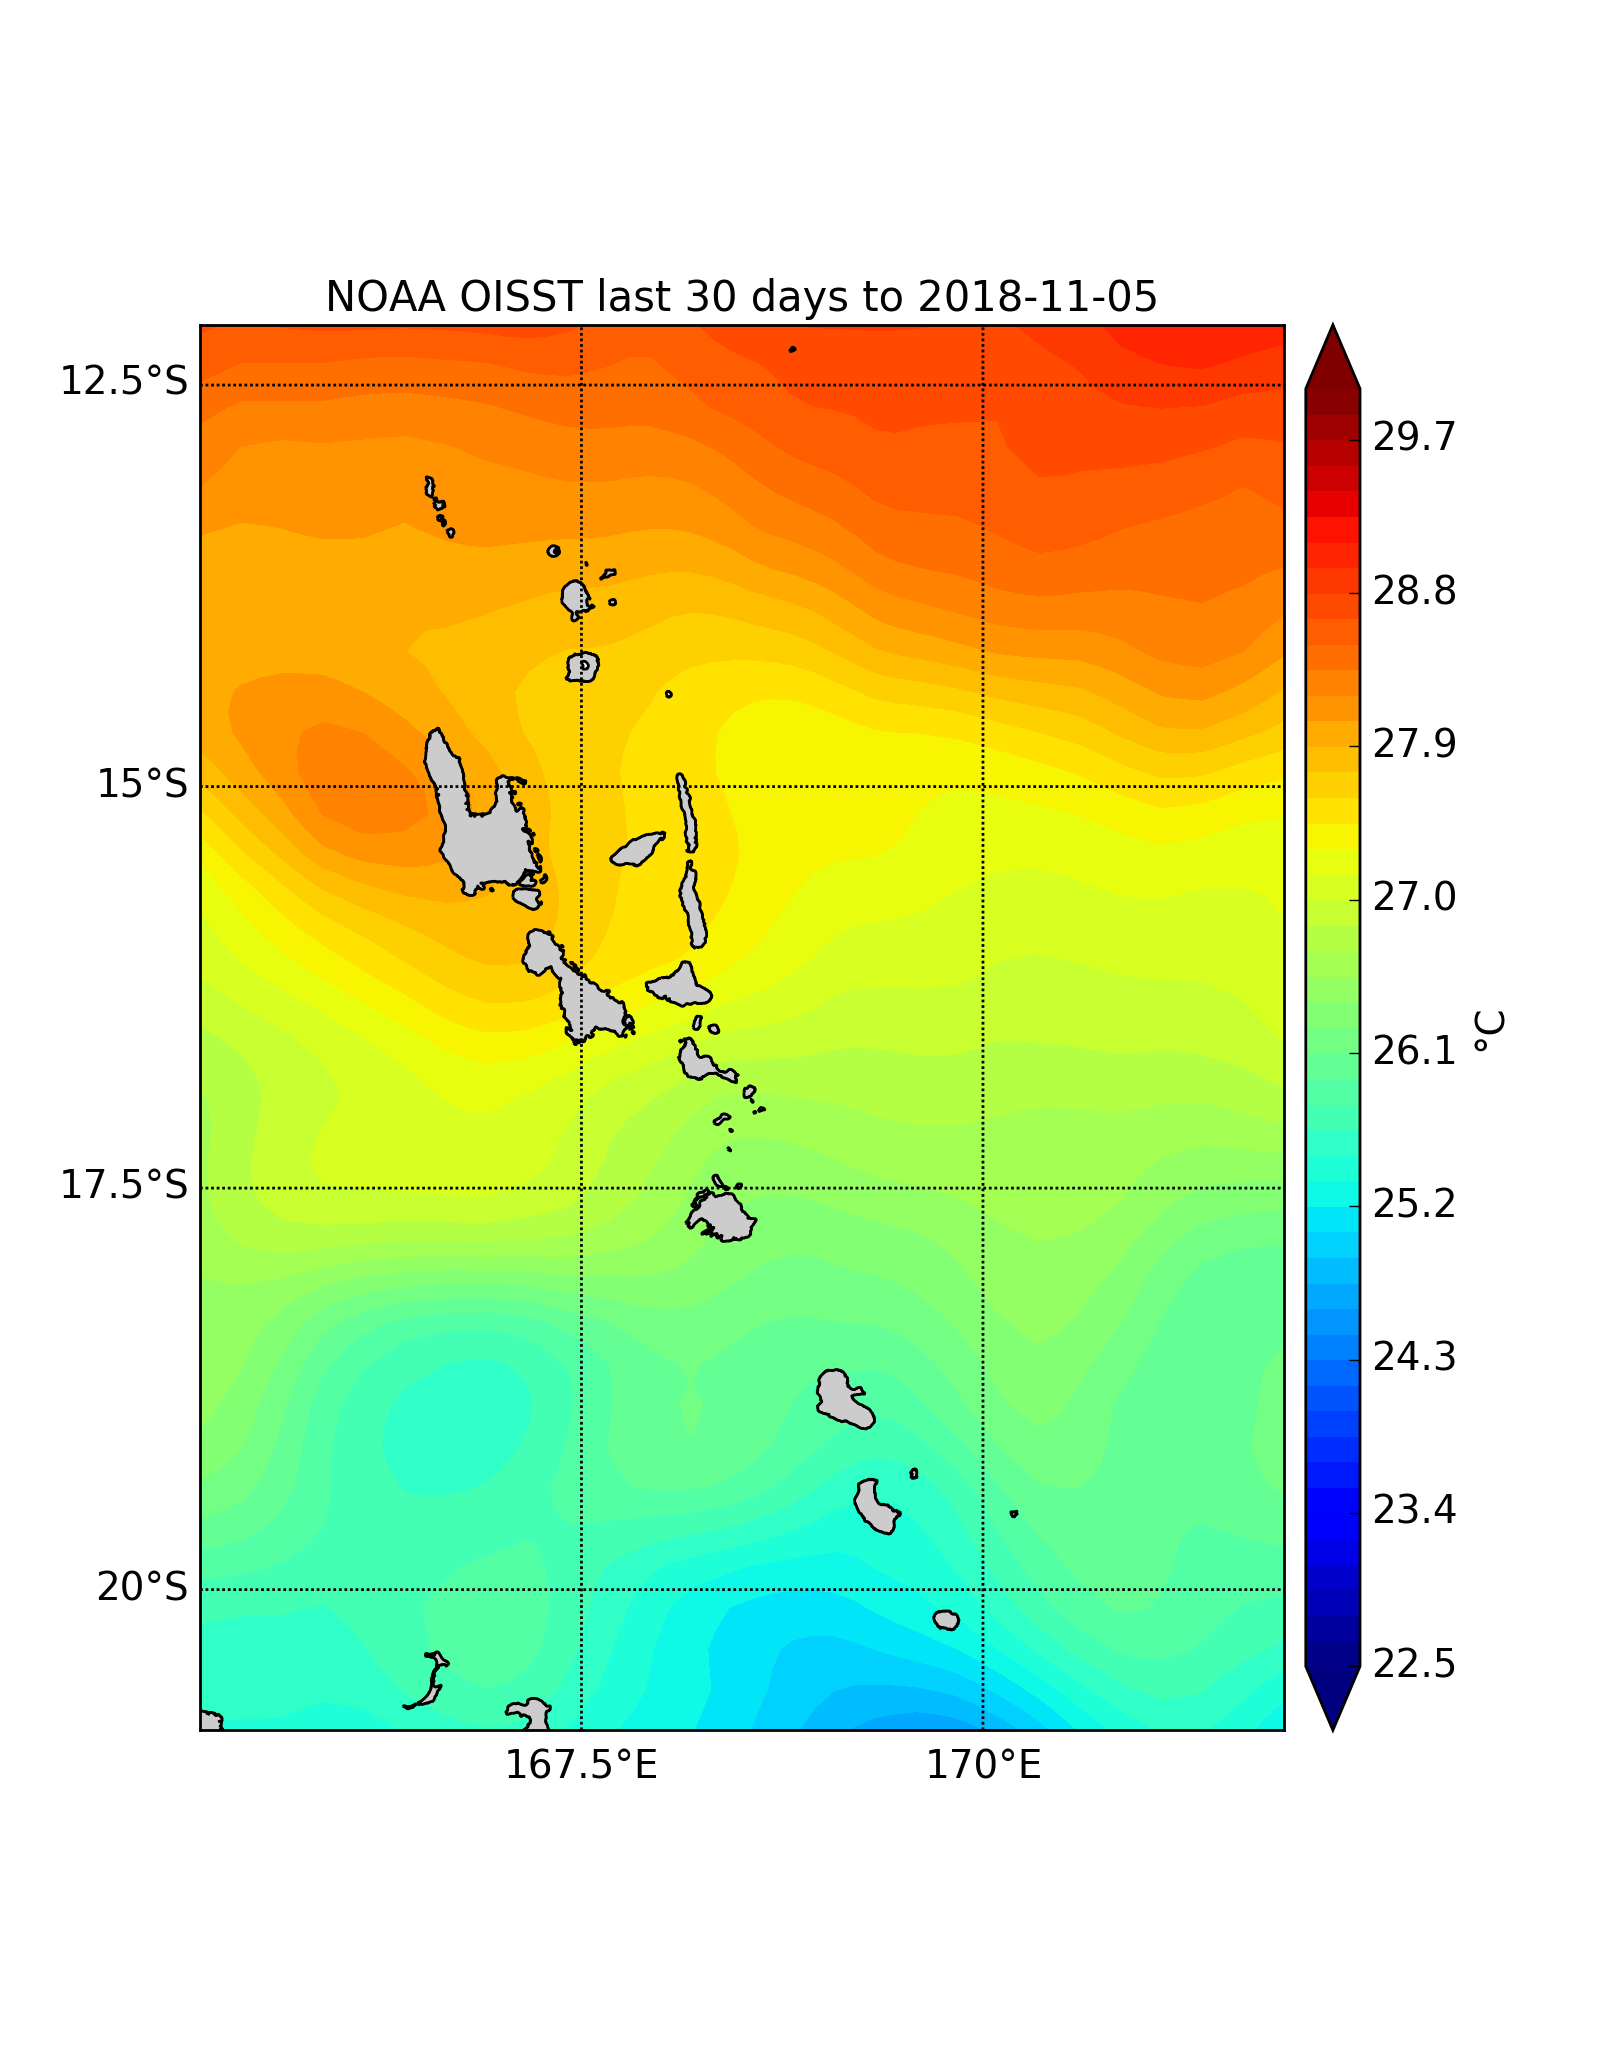 NOAA OISST last 30 days to 2018-11-05
12.5°S
15°S
17.5°S
20°S
167.5°E
170°E
29.7
28.8
27.9
27.0
26.1
25.2
24.3
23.4
22.5
°C